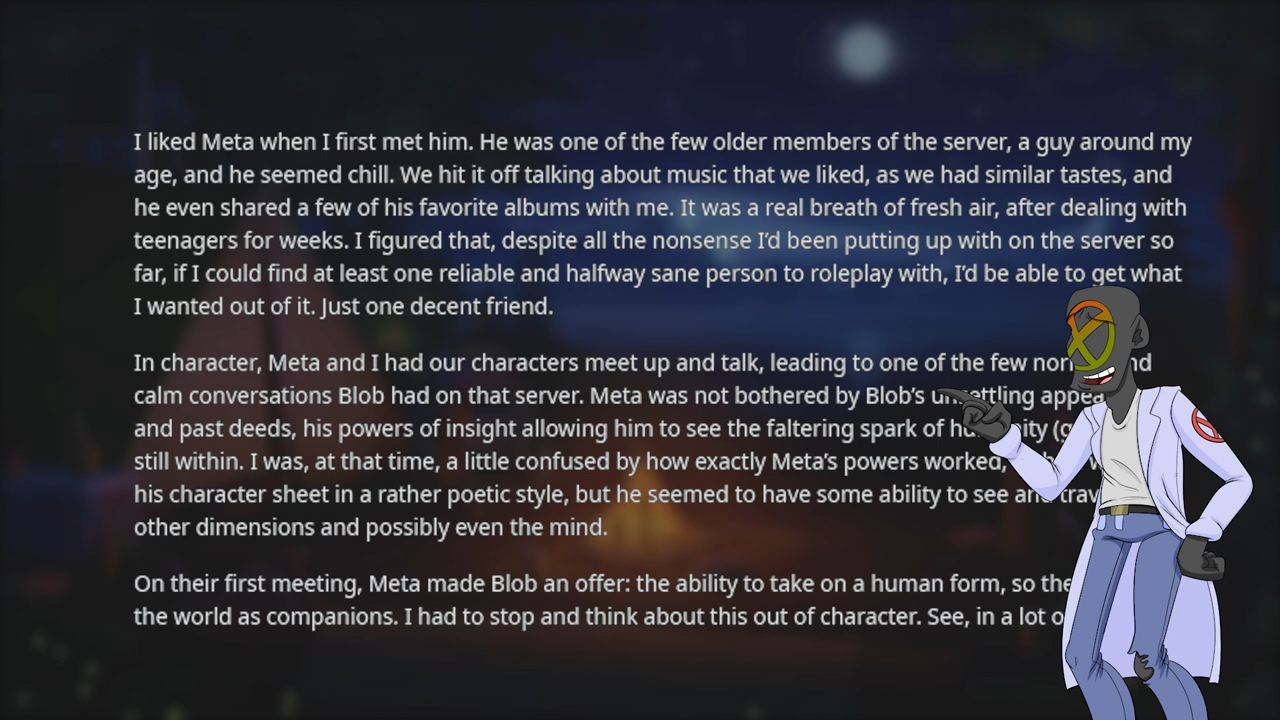 I liked Meta when I first met him. He was one of the few older members of the server, a guy around my
age, and he seemed chill. We hit it off talking about music that we liked, as we had similar tastes, and
he even shared a few of his favorite albums with me. It was a real breath of fresh air, after dealing with
teenagers for weeks. I figured that, despite all the nonsense I’d been putting up with on the server so
far, if I could find at least one reliable and halfway sane person to roleplay with, I’d be able to get what
I wanted out of it. Just one decent friend.
In character, Meta and I had our characters meet up and talk, leading to one of the few
calm conversations Blob had on that server. Meta was not bothered by Blob’s unsettling
and past deeds, his powers of insight allowing him to see the faltering spark of
still within. I was, at that time, a little confused by how exactly Meta’s powers worked,
his character sheet in a rather poetic style, but he seemed to have some ability to see and
other dimensions and possibly even the mind.
On their first meeting, Meta made Blob an offer: the ability to take on a human form, so
the world as companions. I had to stop and think about this out of character. See, in a lot